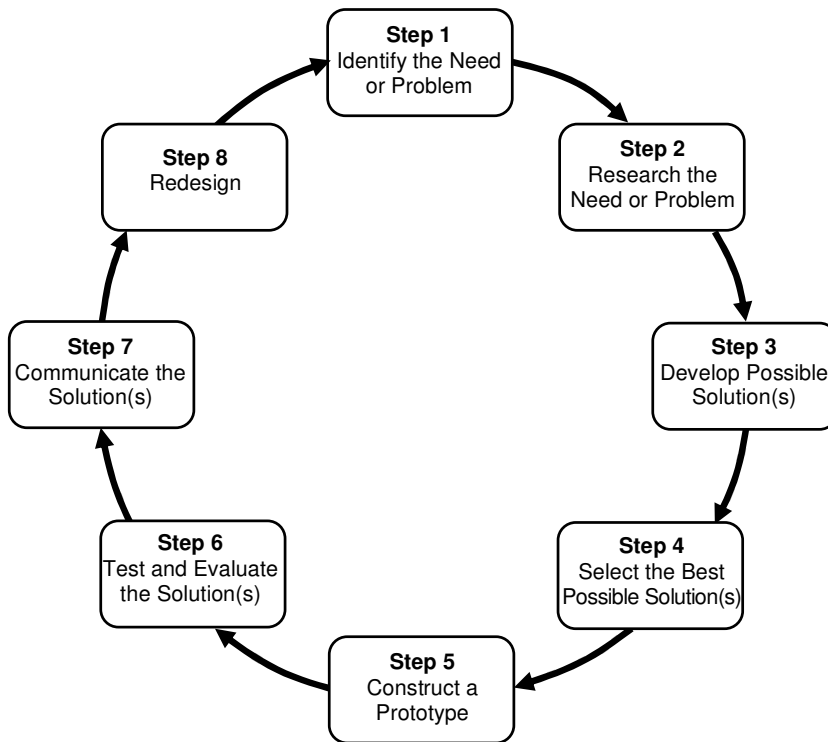 Step 1
Identify the Need
or Problem
Step 2
Research the
Need or Problem
Step 3
Develop Possible
Solution(s)
Step 4
Select the Best
Possible Solution(s)
Step 5
Construct a
Prototype
Step 6
Test and Evaluate
the Solution(s)
Step 7
Communicate the
Solution(s)
Step 8
Redesign